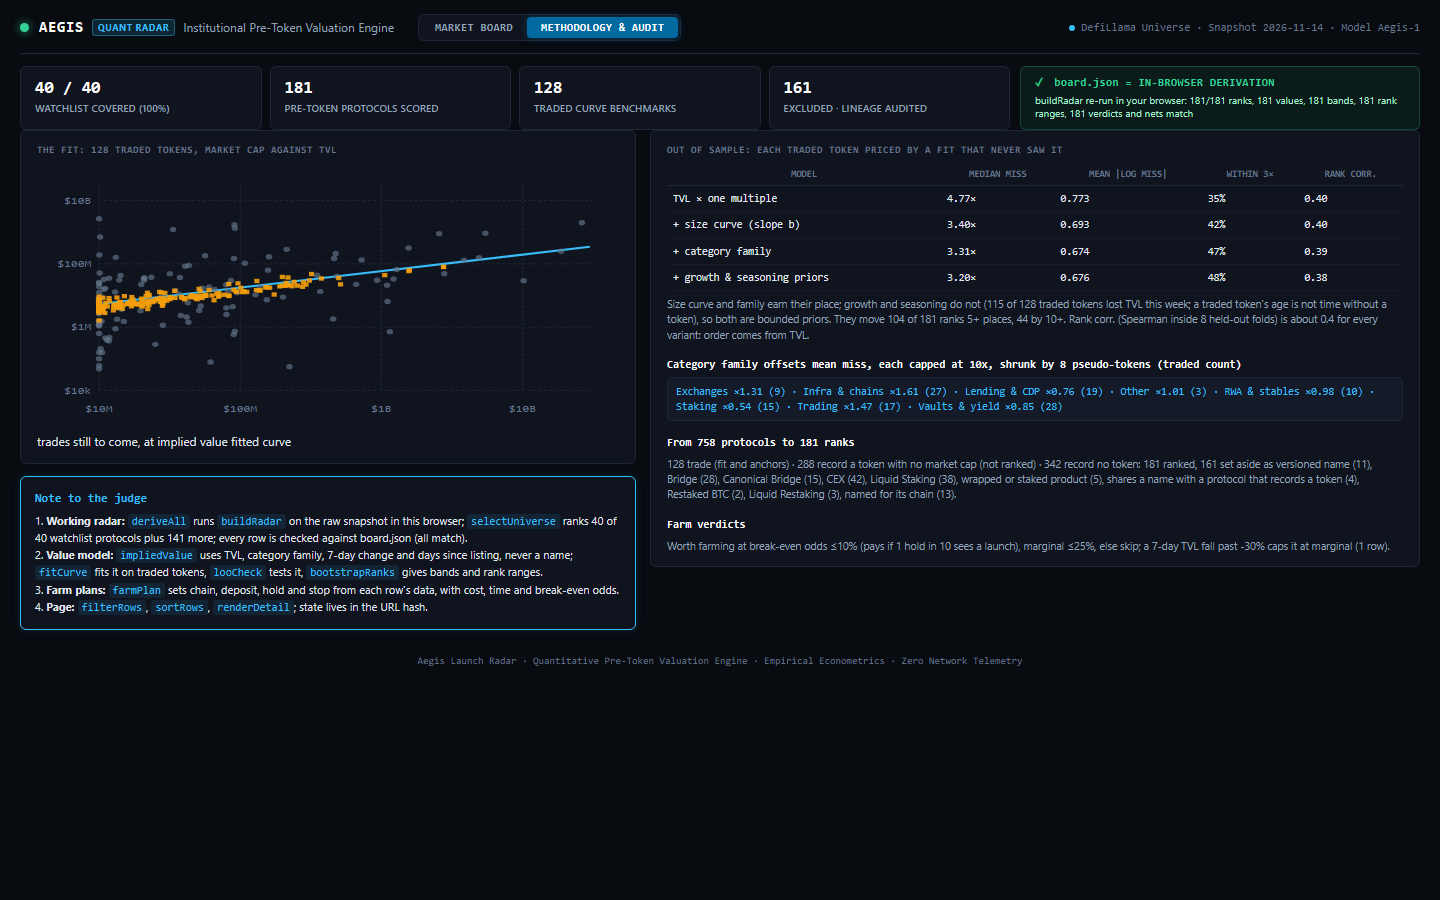 AEGIS QUANT RADAR Institutional Pre-Token Valuation Engine MARKET BOARD METHODOLOGY & AUDIT DefiLlama Universe · Snapshot 2026-11-14 · Model Aegis-1
40 / 40
WATCHLIST COVERED (100%)
181
PRE-TOKEN PROTOCOLS SCORED
128
TRADED CURVE BENCHMARKS
161
EXCLUDED · LINEAGE AUDITED
✓ board.json = IN-BROWSER DERIVATION
buildRadar re-run in your browser: 181/181 ranks, 181 values, 181 bands, 181 rank
ranges, 181 verdicts and nets match
THE FIT: 128 TRADED TOKENS, MARKET CAP AGAINST TVL
$10B
$100M
$1M
$10k
$10M $100M $1B $10B
trades still to come, at implied value fitted curve
Note to the judge
1. Working radar: deriveAll runs buildRadar on the raw snapshot in this browser; selectUniverse ranks 40 of
40 watchlist protocols plus 141 more; every row is checked against board.json (all match).
2. Value model: impliedValue uses TVL, category family, 7-day change and days since listing, never a name;
fitCurve fits it on traded tokens, looCheck tests it, bootstrapRanks gives bands and rank ranges.
3. Farm plans: farmPlan sets chain, deposit, hold and stop from each row's data, with cost, time and break-even odds.
4. Page: filterRows, sortRows, renderDetail; state lives in the URL hash.
OUT OF SAMPLE: EACH TRADED TOKEN PRICED BY A FIT THAT NEVER SAW IT
MODEL MEDIAN MISS MEAN |LOG MISS| WITHIN 3× RANK CORR.
TVL × one multiple 4.77× 0.773 35% 0.40
+ size curve (slope b) 3.40× 0.693 42% 0.40
+ category family 3.31× 0.674 47% 0.39
+ growth & seasoning priors 3.20× 0.676 48% 0.38
Size curve and family earn their place; growth and seasoning do not (115 of 128 traded tokens lost TVL this week; a traded token's age is not time without a
token), so both are bounded priors. They move 104 of 181 ranks 5+ places, 44 by 10+. Rank corr. (Spearman inside 8 held-out folds) is about 0.4 for every
variant: order comes from TVL.
Category family offsets mean miss, each capped at 10x, shrunk by 8 pseudo-tokens (traded count)
Exchanges ×1.31 (9) · Infra & chains ×1.61 (27) · Lending & CDP ×0.76 (19) · Other ×1.01 (3) · RWA & stables ×0.98 (10) ·
Staking ×0.54 (15) · Trading ×1.47 (17) · Vaults & yield ×0.85 (28)
From 758 protocols to 181 ranks
128 trade (fit and anchors) · 288 record a token with no market cap (not ranked) · 342 record no token: 181 ranked, 161 set aside as versioned name (11),
Bridge (28), Canonical Bridge (15), CEX (42), Liquid Staking (38), wrapped or staked product (5), shares a name with a protocol that records a token (4),
Restaked BTC (2), Liquid Restaking (3), named for its chain (13).
Farm verdicts
Worth farming at break-even odds ≤10% (pays if 1 hold in 10 sees a launch), marginal ≤25%, else skip; a 7-day TVL fall past -30% caps it at marginal (1 row).
Aegis Launch Radar · Quantitative Pre-Token Valuation Engine · Empirical Econometrics · Zero Network Telemetry